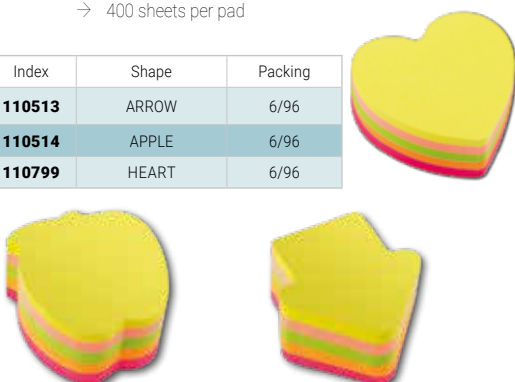 → 400 sheets per pad
Index Shape Packing
110513 ARROW 6/96
110514 APPLE 6/96
110799 HEART 6/96